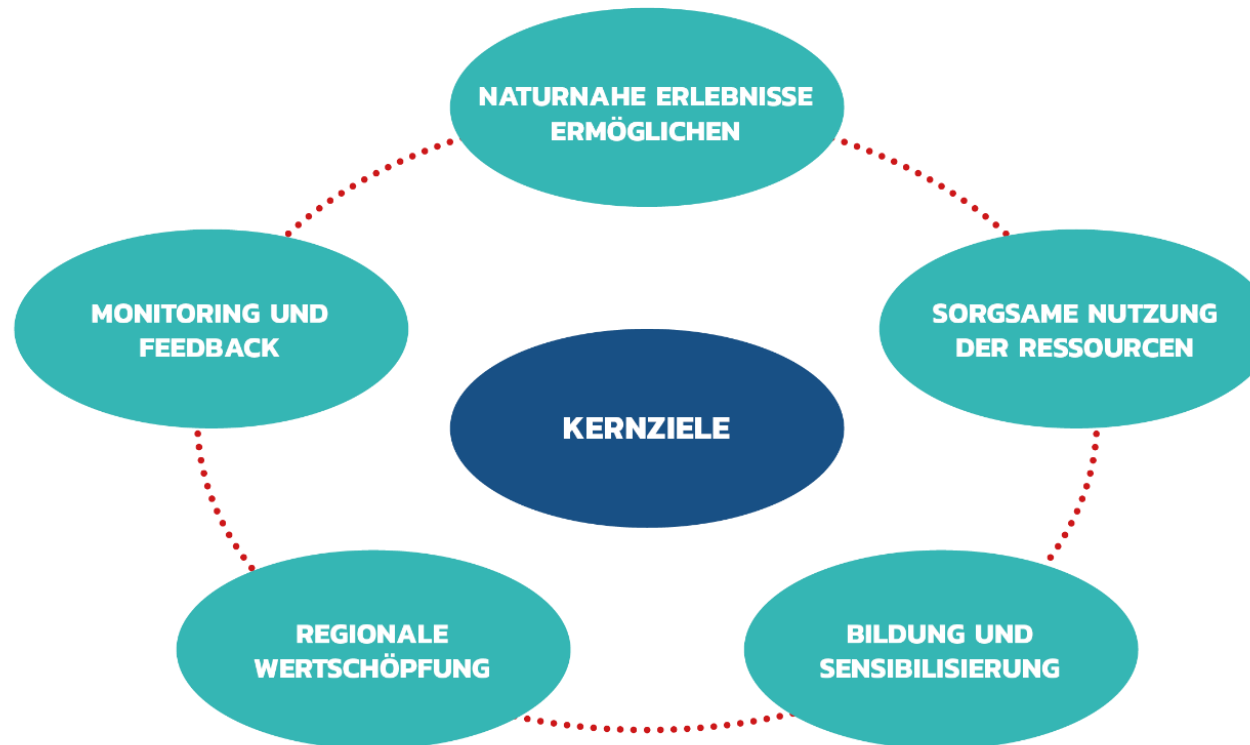 NATURNAHE ERLEBNISSE
ERMÖGLICHEN
MONITORING UND
FEEDBACK
SORGSAME NUTZUNG
DER RESSOURCEN
KERNZIELE
REGIONALE
WERTSCHÖPFUNG
BILDUNG UND
SENSIBILISIERUNG